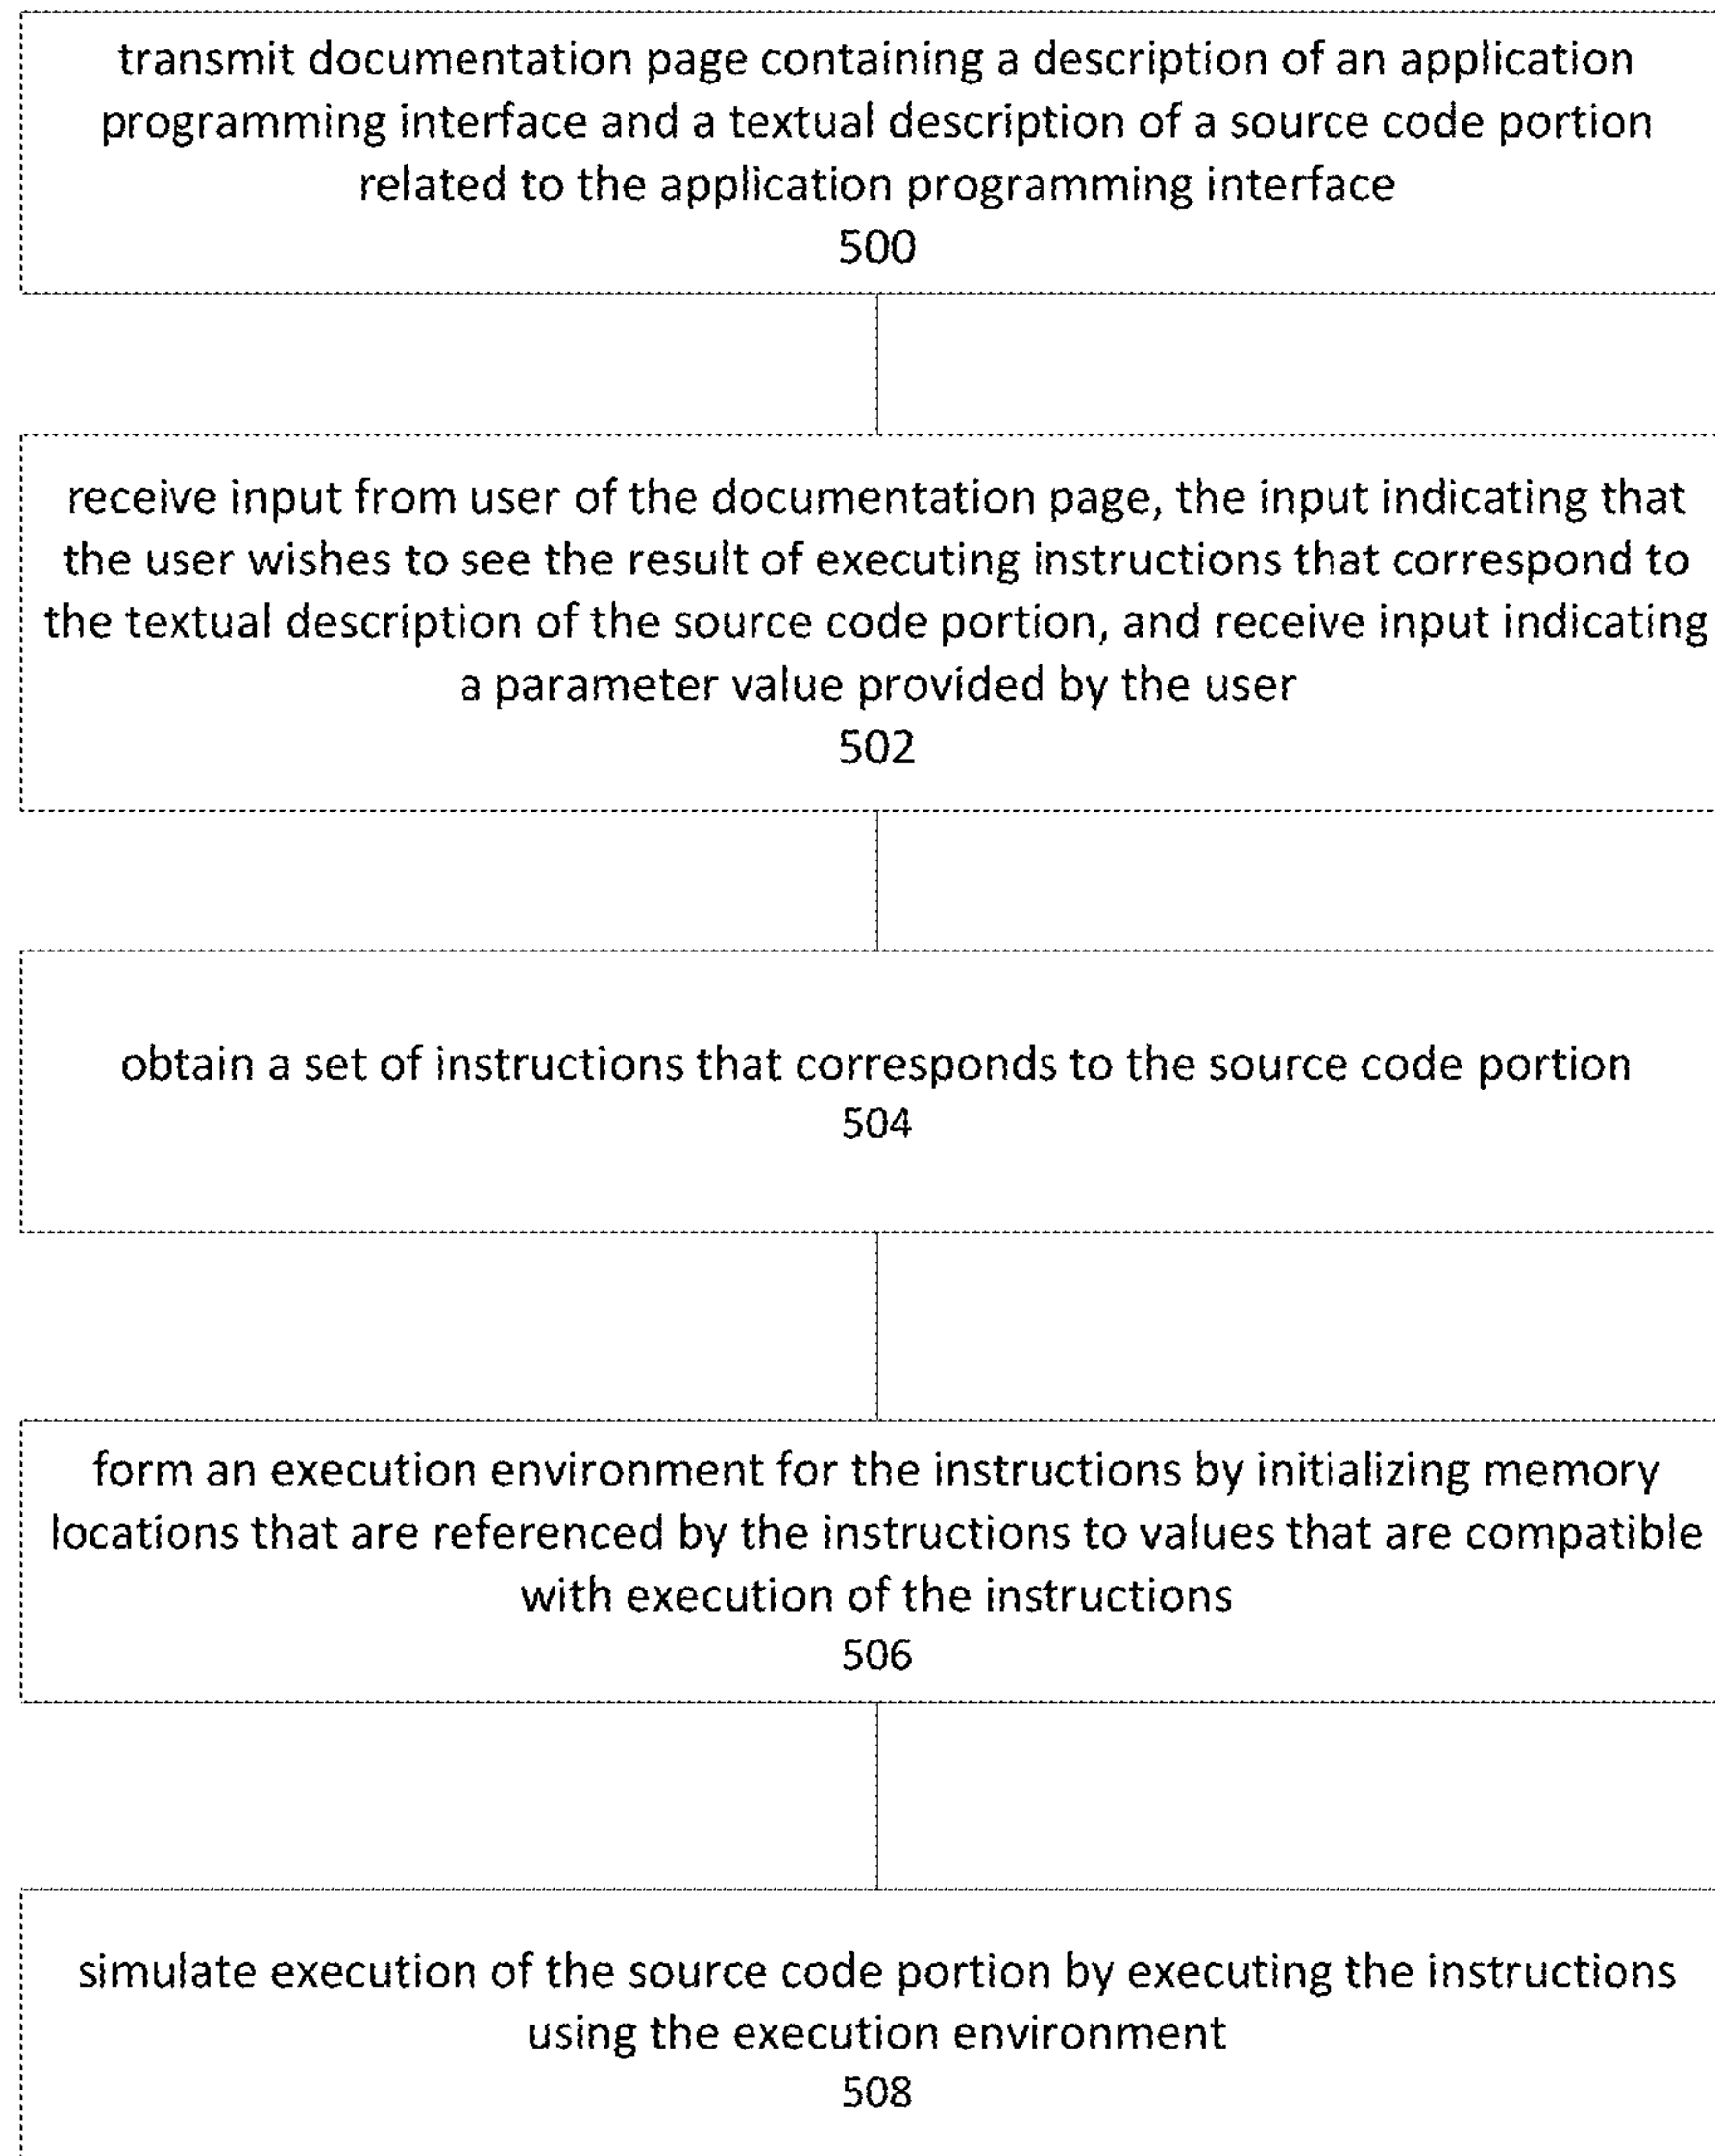 transmit documentation page containing a description of an application
programming interface and a textual description of a source code portion
related to the application programming interface
500
receive input from user of the documentation page, the input indicating that
the user wishes to see the result of executing instructions that correspond to
the textual description of the source code portion, and receive input indicating
a parameter value provided by the user
502
obtain a set of instructions that corresponds to the source code portion
504
form an execution environment for the instructions by initializing memory
locations that are referenced by the instructions to values that are compatible
with execution of the instructions
506
simulate execution of the source code portion by executing the instructions
using the execution environment
508